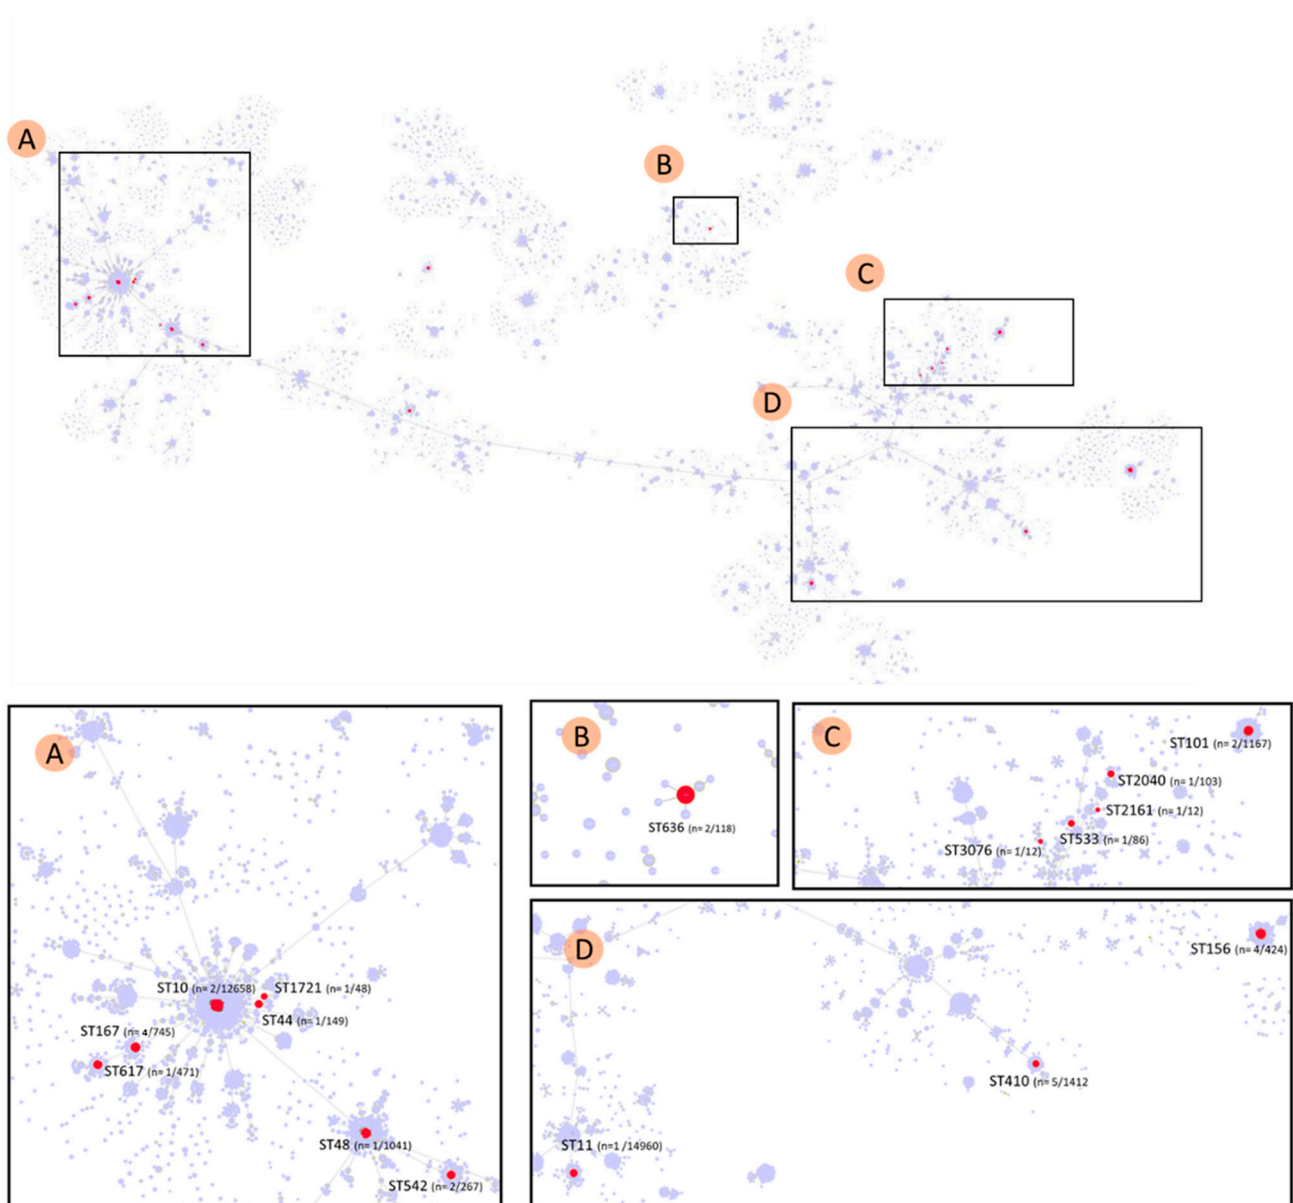 A
B
C
D
A
ST10 (n= 2/12658)
ST1721 (n= 1/48)
ST44 (n= 1/149)
ST167 (n= 4/745)
ST617 (n= 1/471)
ST48 (n= 1/1041)
ST542 (n= 2/267)
B
ST636 (n= 2/118)
C
ST101 (n= 2/1167)
ST2040 (n= 1/103)
ST2161 (n= 1/12)
ST533 (n= 1/86)
ST3076 (n= 1/12)
D
ST156 (n= 4/424)
ST410 (n= 5/1412
ST11 (n=1 /14960)